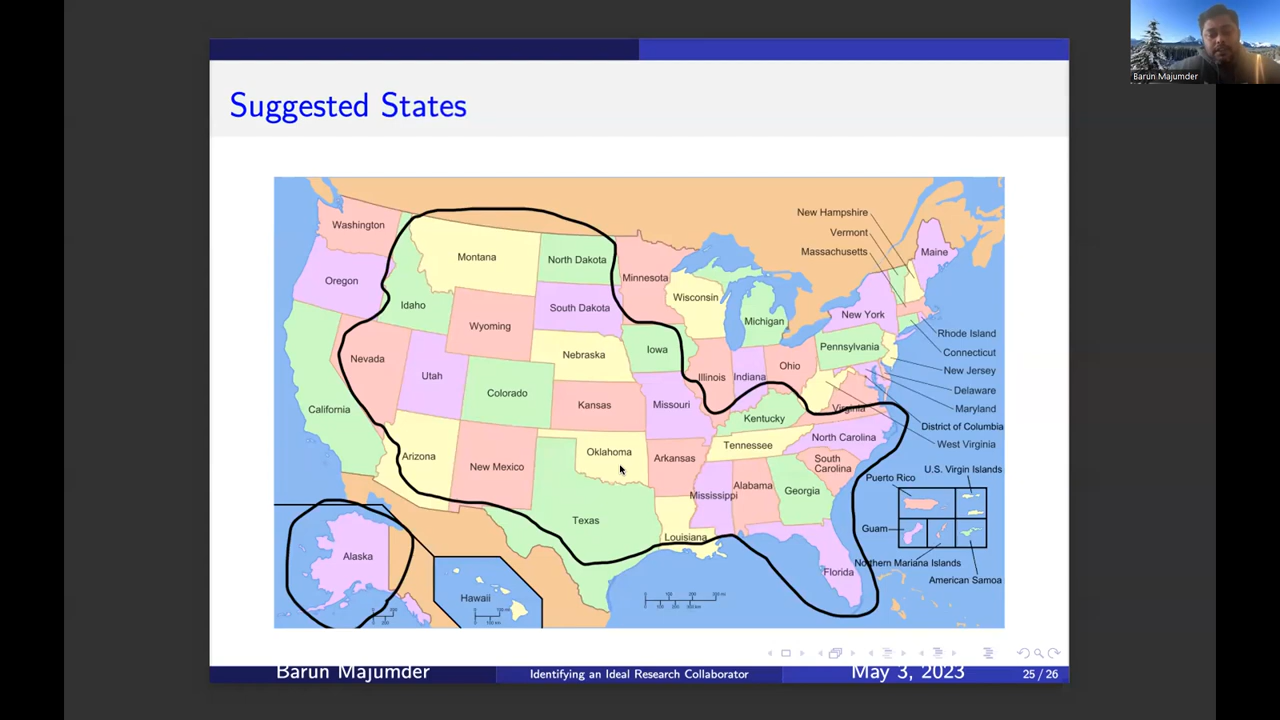 Barun Majumder
Suggested States
New Hampshire
Washington
Vermont
Massachusetts
Maine
Montana
North Dakota
Minnesota
Oregon
Idaho
South Dakota
Wisconsin
Michigan
New York
Wyoming
Rhode Island
Pennsylvania
Connecticut
Iowa
Nebraska
Nevada
Ohio
New Jersey
Utah
Illinois
Indiana
Colorado
Delaware
Kansas
Missouri
California
Virginia
Maryland
Kentucky
District of Columbia
North Carolina
West Virginia
Tennessee
Oklahoma
Arizona
Arkansas
South
Carolina
New Mexico
U.S. Virgin Islands
Puerto Rico
Alabama
Mississippi
Georgia
Texas
Guam
Louisiana
Alaska
Northern Mariana Islands
Florida
American Samoa
Hawaii
Barun Majumder
Identifying an Ideal Research Collaborator
May 3, 2023
25 / 26